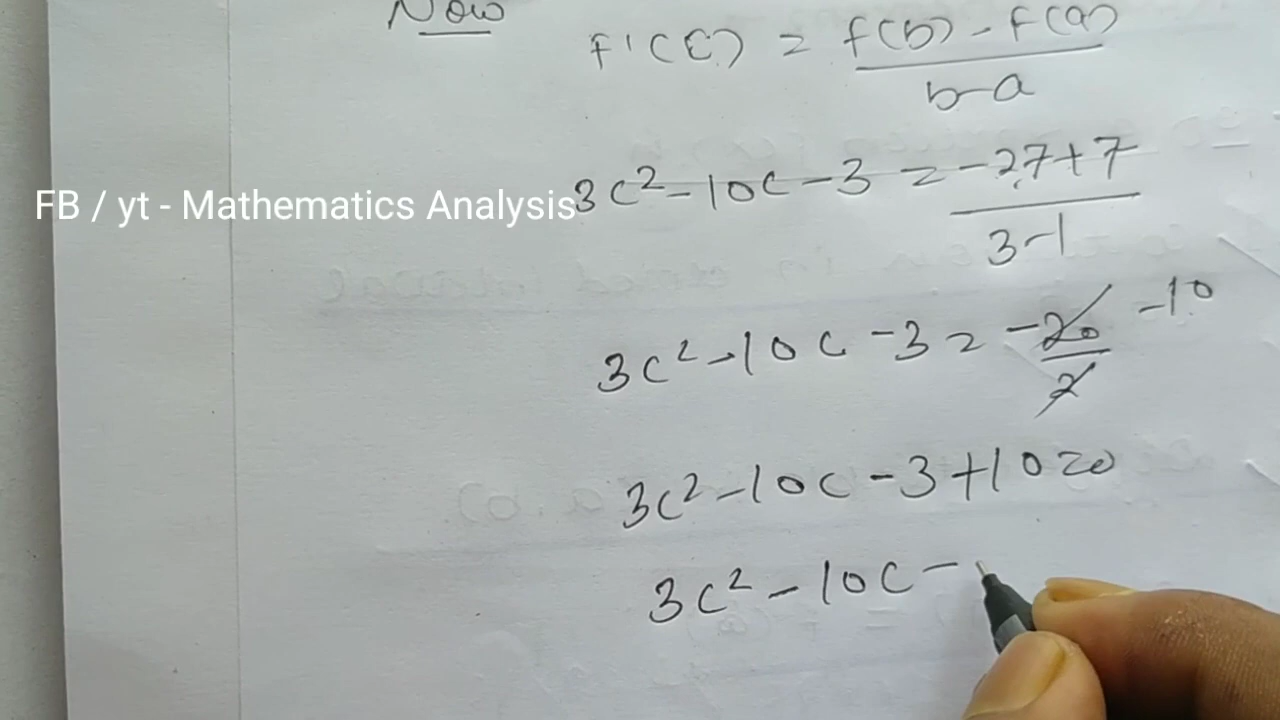 Now
f'(c) = f(b) - f(a) / b-a
FB / yt - Mathematics Analysis
3c² - 10c - 3 = -27+7 / 3-1
3c² - 10c - 3 = -20/2 -10
3c² - 10c - 3 + 10 = 0
3c² - 10c -